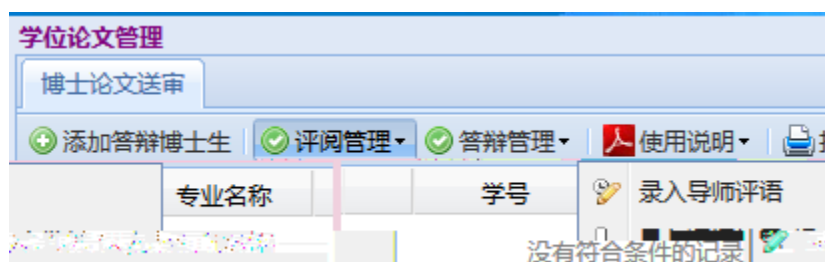 学位论文管理
博士论文送审
添加答辩博士生 评阅管理 答辩管理 使用说明
专业名称 学号 录入导师评语
没有符合条件的记录